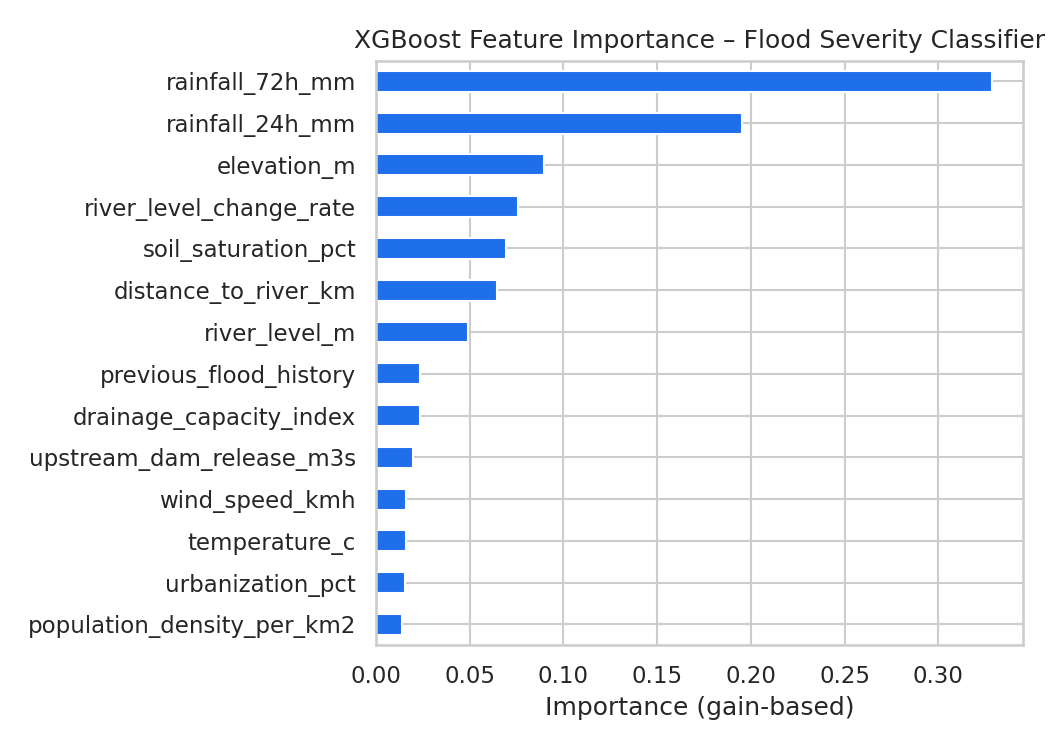 XGBoost Feature Importance – Flood Severity Classifier
rainfall_72h_mm
rainfall_24h_mm
elevation_m
river_level_change_rate
soil_saturation_pct
distance_to_river_km
river_level_m
previous_flood_history
drainage_capacity_index
upstream_dam_release_m3s
wind_speed_kmh
temperature_c
urbanization_pct
population_density_per_km2
0.00 0.05 0.10 0.15 0.20 0.25 0.30
Importance (gain-based)